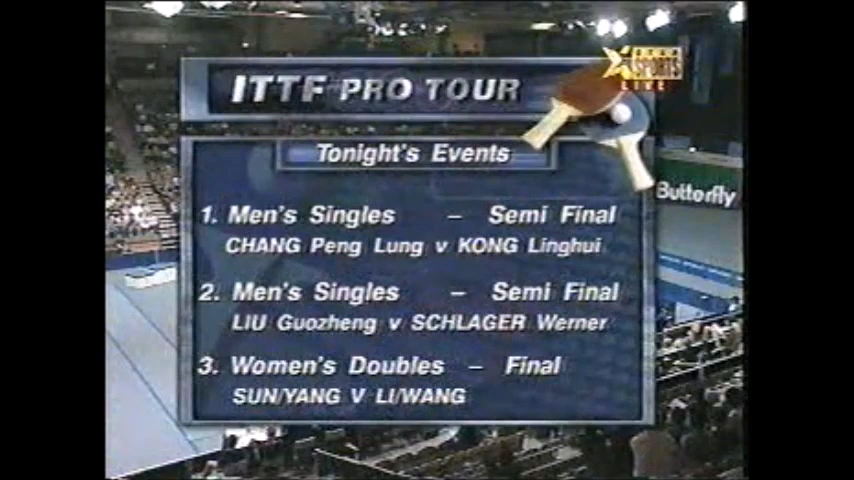 ITTF PRO TOUR
SPORTS
LIVE
Tonight's Events
Butterfly
1. Men's Singles – Semi Final
CHANG Peng Lung v KONG Linghui
2. Men's Singles – Semi Final
LIU Guozheng v SCHLAGER Werner
3. Women's Doubles – Final
SUN/YANG V LI/WANG